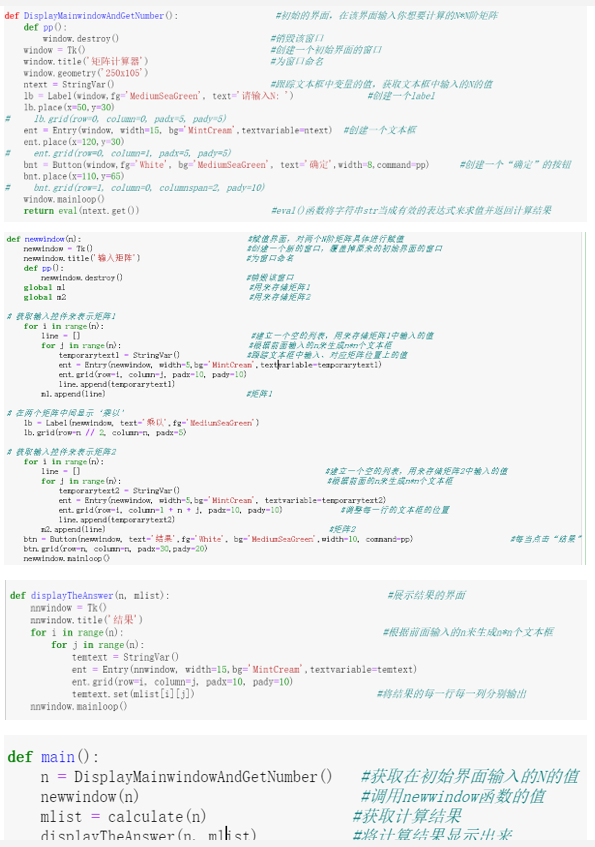 def DisplayMainwindowAndGetNumber(): #初始的界面，在该界面输入你想要计算的N*N阶矩阵
def pp():
window.destroy() #销毁该窗口
window = Tk() #创建一个初始界面的窗口
window.title('矩阵计算器') #为窗口命名
window.geometry('250x105')
ntext = StringVar() #跟踪文本框中变量的值，获取文本框中输入的N的值
lb = Label(window,fg='MediumSeaGreen', text='请输入N: ') #创建一个label
lb.place(x=50,y=30)
# lb.grid(row=0, column=0, padx=5, pady=5)
ent = Entry(window, width=15, bg='MintCream',textvariable=ntext) #创建一个文本框
ent.place(x=120,y=30)
# ent.grid(row=0, column=1, padx=5, pady=5)
bnt = Button(window,fg='White', bg='MediumSeaGreen', text='确定',width=8,command=pp) #创建一个“确定”的按钮
bnt.place(x=110,y=65)
# bnt.grid(row=1, column=0, columnspan=2, pady=10)
window.mainloop()
return eval(ntext.get()) #eval()函数将字符串str当成有效的表达式来求值并返回计算结果
def newwindow(n): #赋值界面，对两个N阶矩阵具体进行赋值
newwindow = Tk() #创建一个新的窗口，覆盖掉原来的初始界面的窗口
newwindow.title('输入矩阵') #为窗口命名
def pp():
newwindow.destroy() #销毁该窗口
global m1 #用来存储矩阵1
global m2 #用来存储矩阵2
# 获取输入控件来表示矩阵1
for i in range(n):
line = [] #建立一个空的列表，用来存储矩阵1中输入的值
for j in range(n): #根据前面输入的n来生成n*n个文本框
temporarytext1 = StringVar() #跟踪文本框中输入、对应矩阵位置上的值
ent = Entry(newwindow, width=5,bg='MintCream',textvariable=temporarytext1)
ent.grid(row=i, column=j, padx=10, pady=10)
line.append(temporarytext1)
m1.append(line) #矩阵1
# 在两个矩阵中间显示‘乘以’
lb = Label(newwindow, text='乘以',fg='MediumSeaGreen')
lb.grid(row=n // 2, column=n, padx=5)
# 获取输入控件来表示矩阵2
for i in range(n):
line = [] #建立一个空的列表，用来存储矩阵2中输入的值
for j in range(n): #根据前面的n来生成n*n个文本框
temporarytext2 = StringVar()
ent = Entry(newwindow, width=5,bg='MintCream', textvariable=temporarytext2)
ent.grid(row=i, column=1 + n + j, padx=10, pady=10) #调整每一行的文本框的位置
line.append(temporarytext2)
m2.append(line) #矩阵2
btn = Button(newwindow, text='结果',fg='White', bg='MediumSeaGreen',width=10, command=pp) #每当点击“结果”
btn.grid(row=n, column=n, padx=30,pady=20)
newwindow.mainloop()
def displayTheAnswer(n, mlist): #展示结果的界面
nnwindow = Tk()
nnwindow.title('结果')
for i in range(n): #根据前面输入的n来生成n*n个文本框
for j in range(n):
temtext = StringVar()
ent = Entry(nnwindow, width=15,bg='MintCream',textvariable=temtext)
ent.grid(row=i, column=j, padx=10, pady=10)
temtext.set(mlist[i][j]) #将结果的每一行每一列分别输出
nnwindow.mainloop()
def main():
n = DisplayMainwindowAndGetNumber() #获取在初始界面输入的N的值
newwindow(n) #调用newwindow函数的值
mlist = calculate(n) #获取计算结果
displayTheAnswer(n, mlist) #将计算结果显示出来